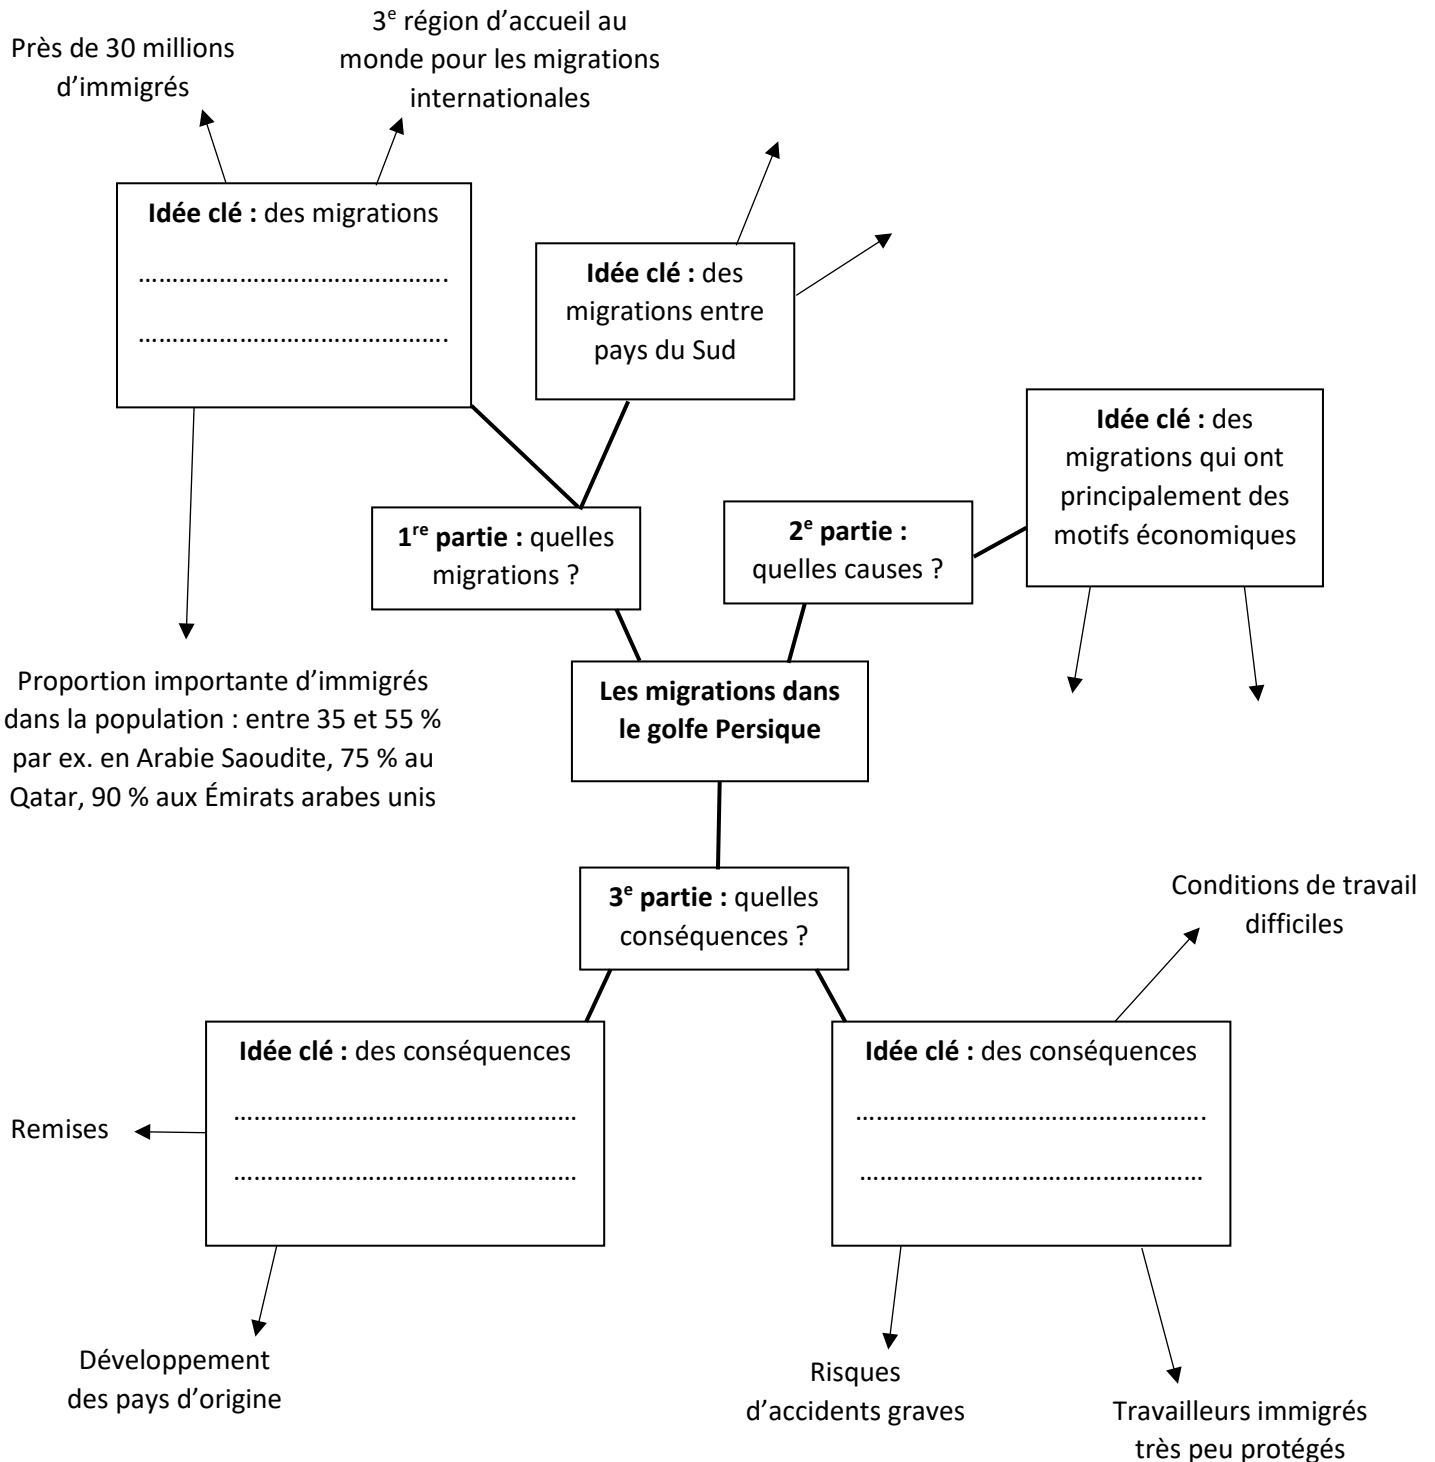 Près de 30 millions
d’immigrés
3e région d’accueil au
monde pour les migrations
internationales
Idée clé : des migrations
……………………………………….
……………………………………….
Idée clé : des
migrations entre
pays du Sud
Idée clé : des
migrations qui ont
principalement des
motifs économiques
1re partie : quelles
migrations ?
2e partie :
quelles causes ?
Proportion importante d’immigrés
dans la population : entre 35 et 55 %
par ex. en Arabie Saoudite, 75 % au
Qatar, 90 % aux Émirats arabes unis
Les migrations dans
le golfe Persique
3e partie : quelles
conséquences ?
Conditions de travail
difficiles
Idée clé : des conséquences
……………………………………………
……………………………………………
Idée clé : des conséquences
…………………………………………….
……………………………………………
Remises
Développement
des pays d’origine
Risques
d’accidents graves
Travailleurs immigrés
très peu protégés